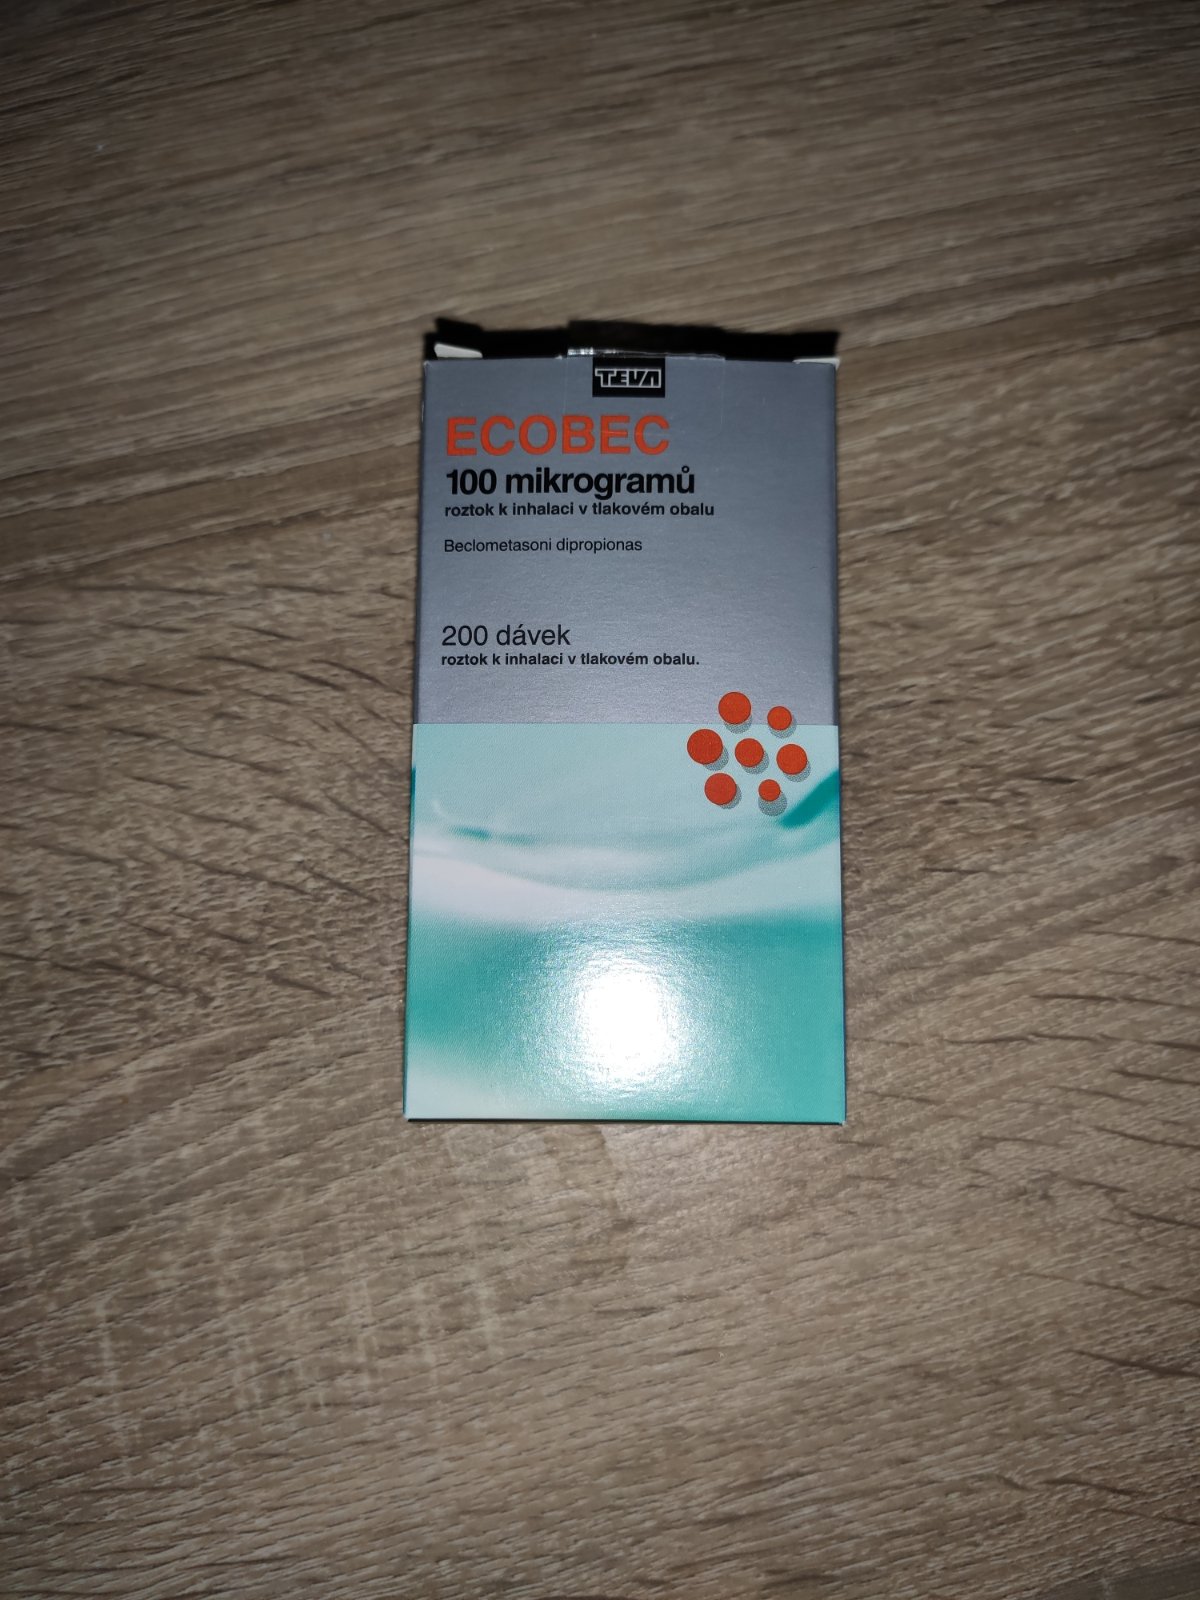 TEVA
ECOBEC
100 mikrogramů
roztok k inhalaci v tlakovém obalu
Beclometasoni dipropionas
200 dávek
roztok k inhalaci v tlakovém obalu.